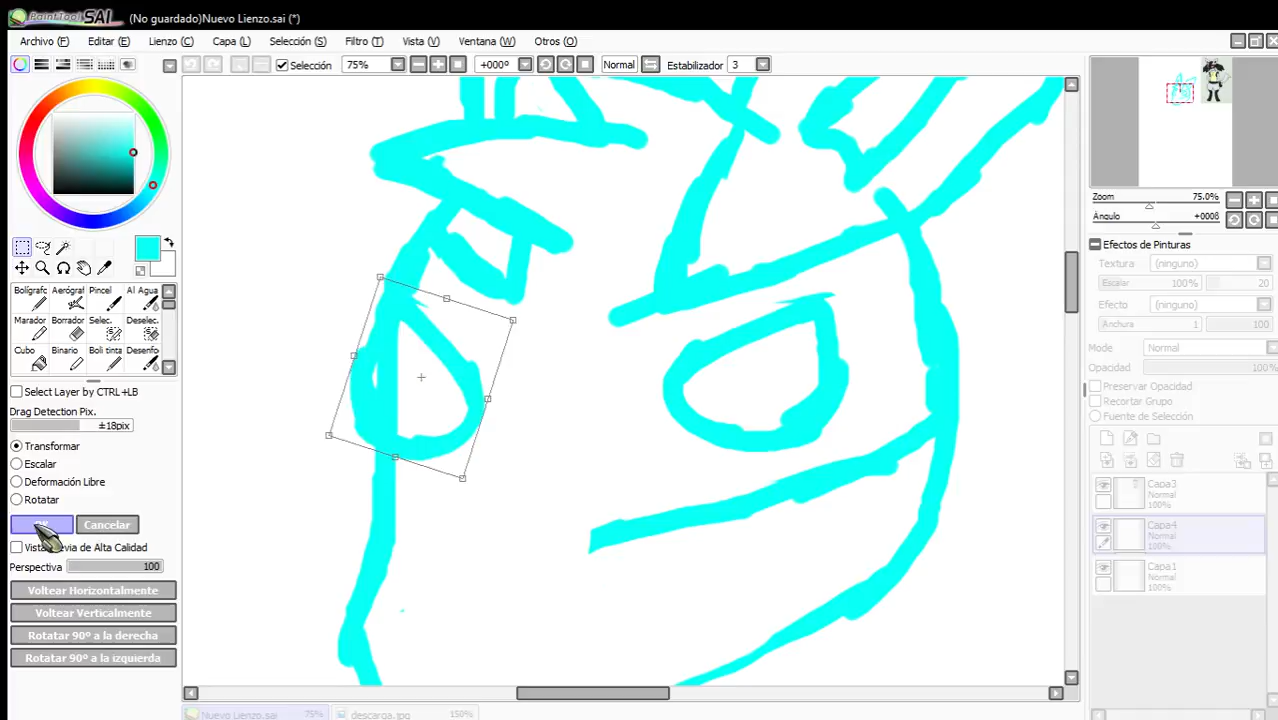 PaintTool SAI (No guardado)Nuevo Lienzo.sai (*)
Archivo (F) Editar (E) Lienzo (C) Capa (L) Selección (S) Filtro (T) Vista (V) Ventana (W) Otros (O)
Selección 75% +000º Normal Estabilizador 3
Zoom 75.0%
Ángulo +000º
Efectos de Pinturas
Textura (ninguno)
Escalar 100% 20
Efecto (ninguno)
Anchura 1 100
Mode Normal
Opacidad 100%
Preservar Opacidad
Recortar Grupo
Fuente de Selección
Capa3
Normal
100%
Capa4
Normal
100%
Capa1
Normal
100%
Bolígrafo Aerógraf Pincel Al Agua
Marador Borrador Selec. Deselec.
Cubo Binario Boli tinta Desenfo
Select Layer by CTRL +LB
Drag Detection Pix.
±18pix
Transformar
Escalar
Deformación Libre
Rotatar
Cancelar
Perspectiva 100
Voltear Horizontalmente
Voltear Verticalmente
Rotatar 90º a la derecha
Rotatar 90º a la izquierda
Nuevo Lienzo.sai 75% descarga.jpg 150%